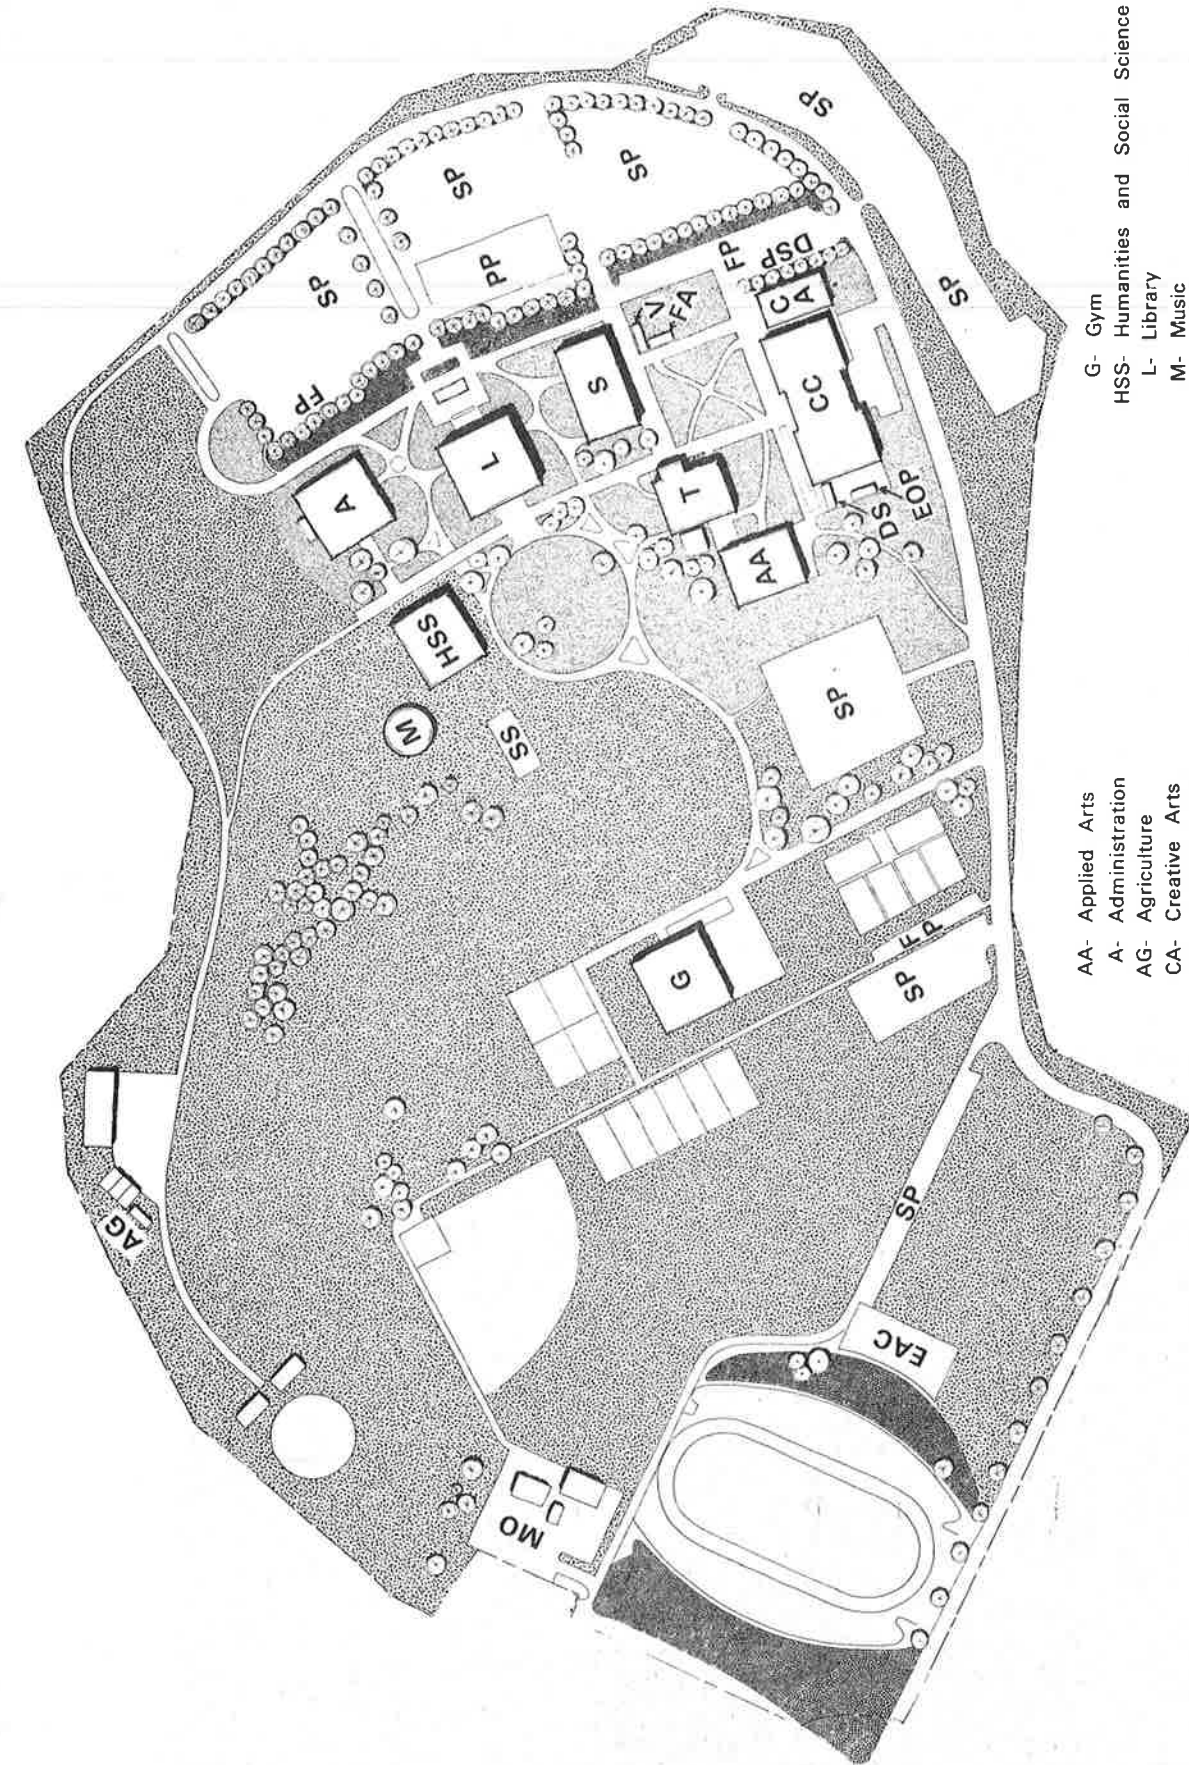 SP
SP
SP
SP
PP
FP
FP
DSP
C
A
V
FA
SP
A
L
S
CC
T
AA
DS
EOP
HSS
M
SS
SP
G
SP
F
P
AG
SP
EAC
MO
AA- Applied Arts
A- Administration
AG- Agriculture
CA- Creative Arts
G- Gym
HSS- Humanities and Social Science
L- Library
M- Music